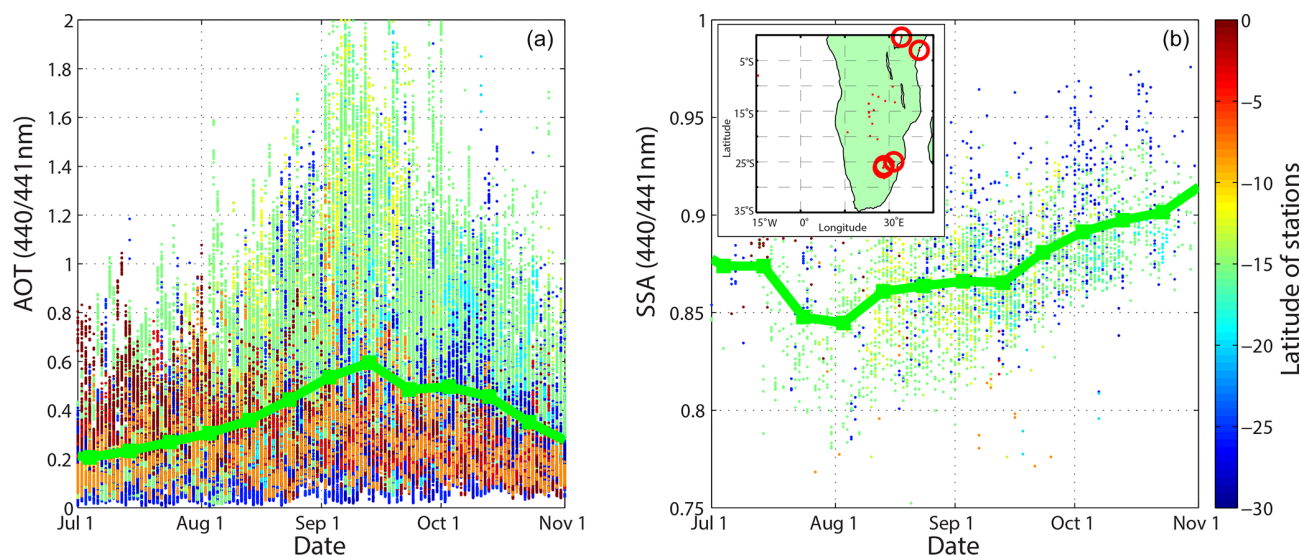 (a)
AOT (440/441nm)
2
1.8
1.6
1.4
1.2
1
0.8
0.6
0.4
0.2
0
Jul 1 Aug 1 Sep 1 Oct 1 Nov 1
Date
(b)
SSA (440/441nm)
0.95
0.9
0.85
0.8
0.75
Jul 1 Aug 1 Sep 1 Oct 1 Nov 1
Date
Latitude
5°S
15°S
25°S
35°S
15°W 0° 15°E 30°E
Longitude
0
−5
−10
−15
−20
−25
−30
Latitude of stations